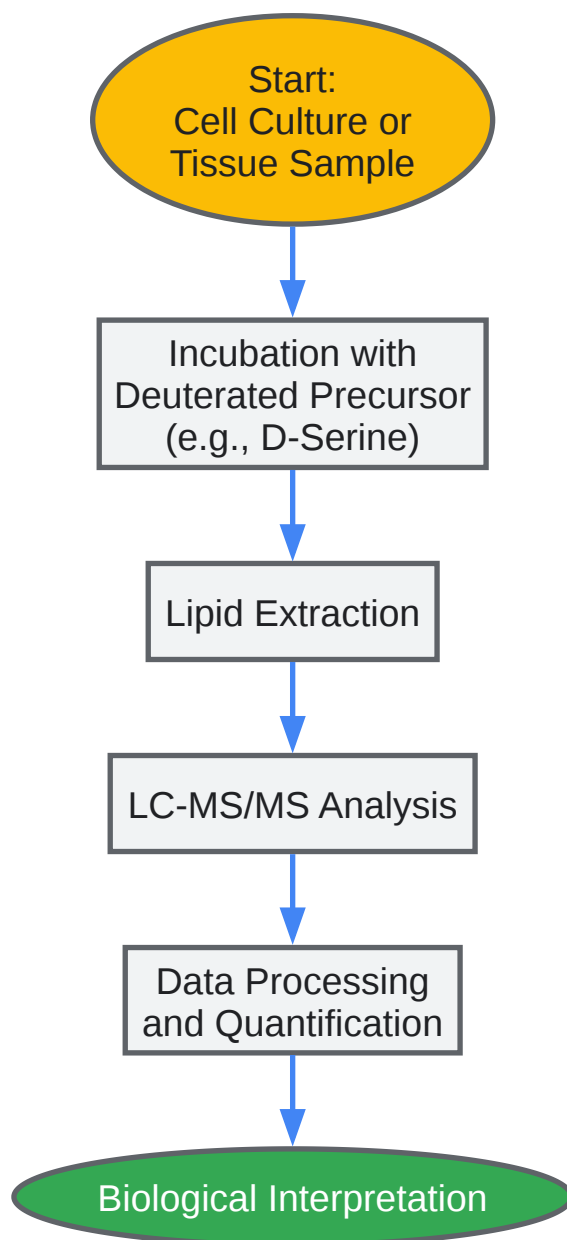 Start:
Cell Culture or
Tissue Sample
Incubation with
Deuterated Precursor
(e.g., D-Serine)
Lipid Extraction
LC-MS/MS Analysis
Data Processing
and Quantification
Biological Interpretation